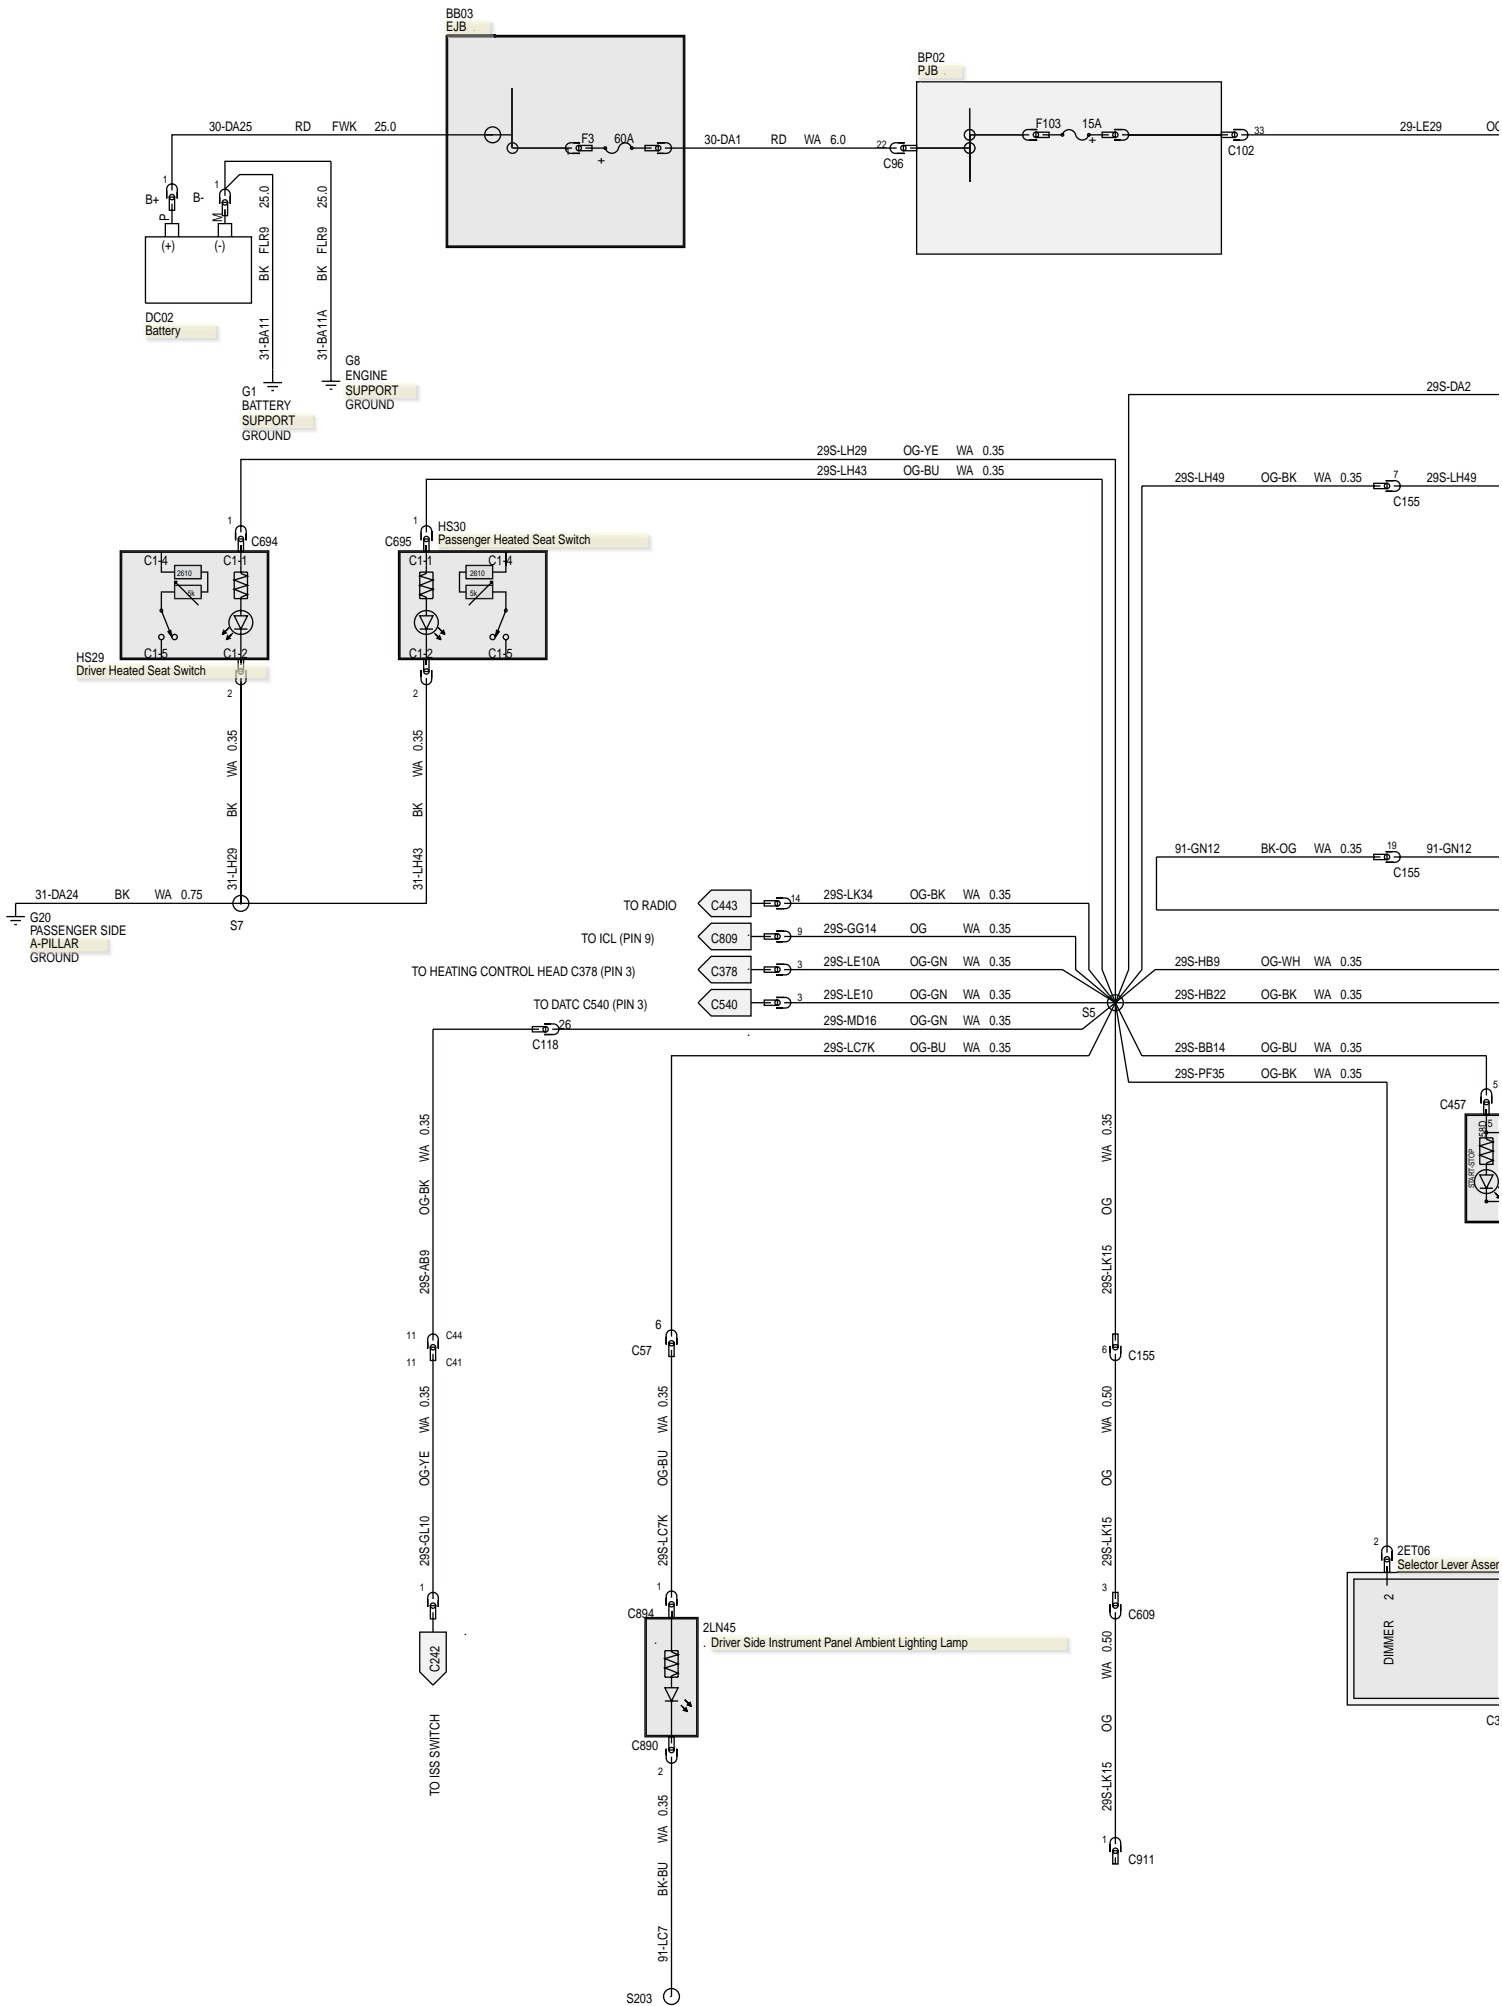 BB03
EJB
BP02
PJB
30-DA25 RD FWK 25.0
F3 60A
+
30-DA1 RD WA 6.0
22
C96
F103 15A
+
33
C102
29-LE29
1
B+
P
(+)
1
B-
M
(-)
DC02
Battery
31-BA11 BK FLR9 25.0
31-BA11A BK FLR9 25.0
G1
BATTERY
SUPPORT
GROUND
G8
ENGINE
SUPPORT
GROUND
29S-DA2
29S-LH29 OG-YE WA 0.35
29S-LH43 OG-BU WA 0.35
29S-LH49 OG-BK WA 0.35
7
C155
29S-LH49
1
C694
C1-4 C1-1
2610
5k
C1-5 C1-2
HS29
Driver Heated Seat Switch
2
1
C695
HS30
Passenger Heated Seat Switch
C1-1 C1-4
2610
5k
C1-2 C1-5
2
31-LH29 BK WA 0.35
31-LH43 BK WA 0.35
31-DA24 BK WA 0.75
S7
G20
PASSENGER SIDE
A-PILLAR
GROUND
91-GN12 BK-OG WA 0.35
19
C155
91-GN12
TO RADIO C443 14 29S-LK34 OG-BK WA 0.35
TO ICL (PIN 9) C809 9 29S-GG14 OG WA 0.35
TO HEATING CONTROL HEAD C378 (PIN 3) C378 3 29S-LE10A OG-GN WA 0.35
TO DATC C540 (PIN 3) C540 3 29S-LE10 OG-GN WA 0.35
26
C118
29S-MD16 OG-GN WA 0.35
29S-LC7K OG-BU WA 0.35
S5
29S-HB9 OG-WH WA 0.35
29S-HB22 OG-BK WA 0.35
29S-BB14 OG-BU WA 0.35
29S-PF35 OG-BK WA 0.35
5
C457
58D
5
START-STOP
29S-AB9 OG-BK WA 0.35
11 C44
11 C41
29S-GL10 OG-YE WA 0.35
1
C242
TO ISS SWITCH
6
C57
29S-LC7K OG-BU WA 0.35
1
C894
2LN45
Driver Side Instrument Panel Ambient Lighting Lamp
C890
2
91-LC7 BK-BU WA 0.35
S203
29S-LK15 OG WA 0.35
6
C155
29S-LK15 OG WA 0.50
3
C609
29S-LK15 OG WA 0.50
1
C911
2
2ET06
Selector Lever Asser
2
DIMMER